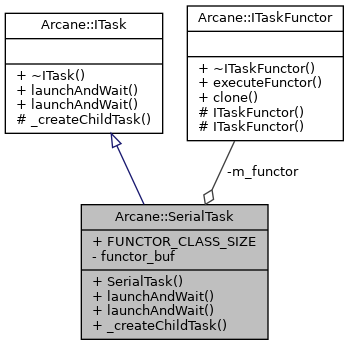 Arcane::ITask
+ ~ITask()
+ launchAndWait()
+ launchAndWait()
# _createChildTask()
Arcane::ITaskFunctor
+ ~ITaskFunctor()
+ executeFunctor()
+ clone()
# ITaskFunctor()
# ITaskFunctor()
-m_functor
Arcane::SerialTask
+ FUNCTOR_CLASS_SIZE
- functor_buf
+ SerialTask()
+ launchAndWait()
+ launchAndWait()
+ _createChildTask()